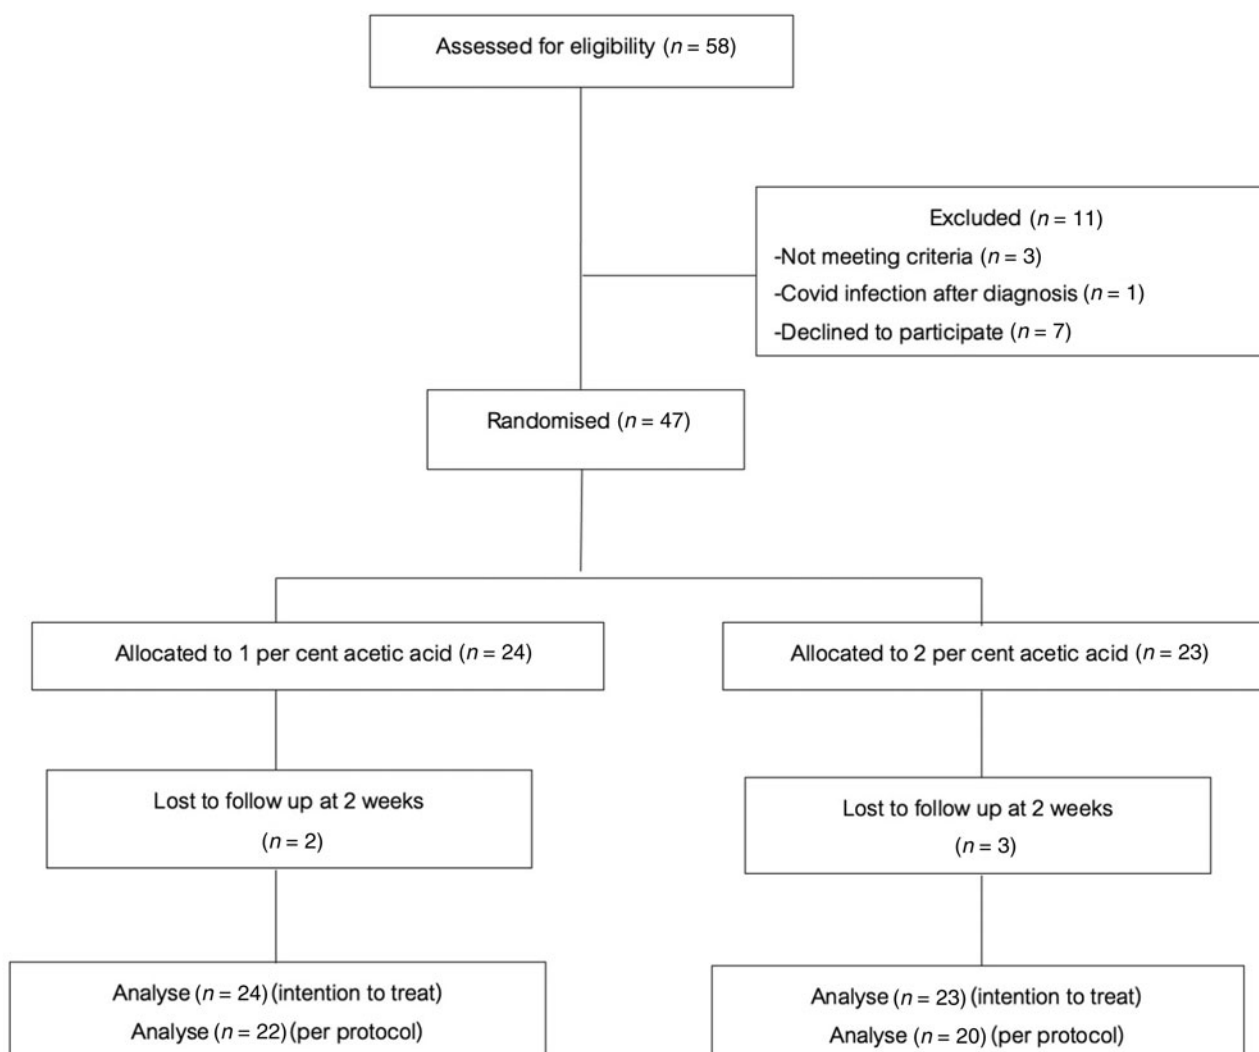 Assessed for eligibility (n = 58)
Excluded (n = 11)
-Not meeting criteria (n = 3)
-Covid infection after diagnosis (n = 1)
-Declined to participate (n = 7)
Randomised (n = 47)
Allocated to 1 per cent acetic acid (n = 24)
Allocated to 2 per cent acetic acid (n = 23)
Lost to follow up at 2 weeks
(n = 2)
Lost to follow up at 2 weeks
(n = 3)
Analyse (n = 24) (intention to treat)
Analyse (n = 22) (per protocol)
Analyse (n = 23) (intention to treat)
Analyse (n = 20) (per protocol)